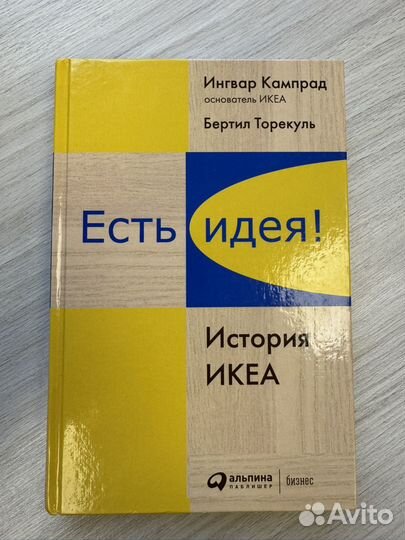 Ингвар Кампрад
основатель ИКЕА
Бертил Торекуль
Есть идея!
История
ИКЕА
альпина
ПАБЛИШЕР
бизнес
Avito